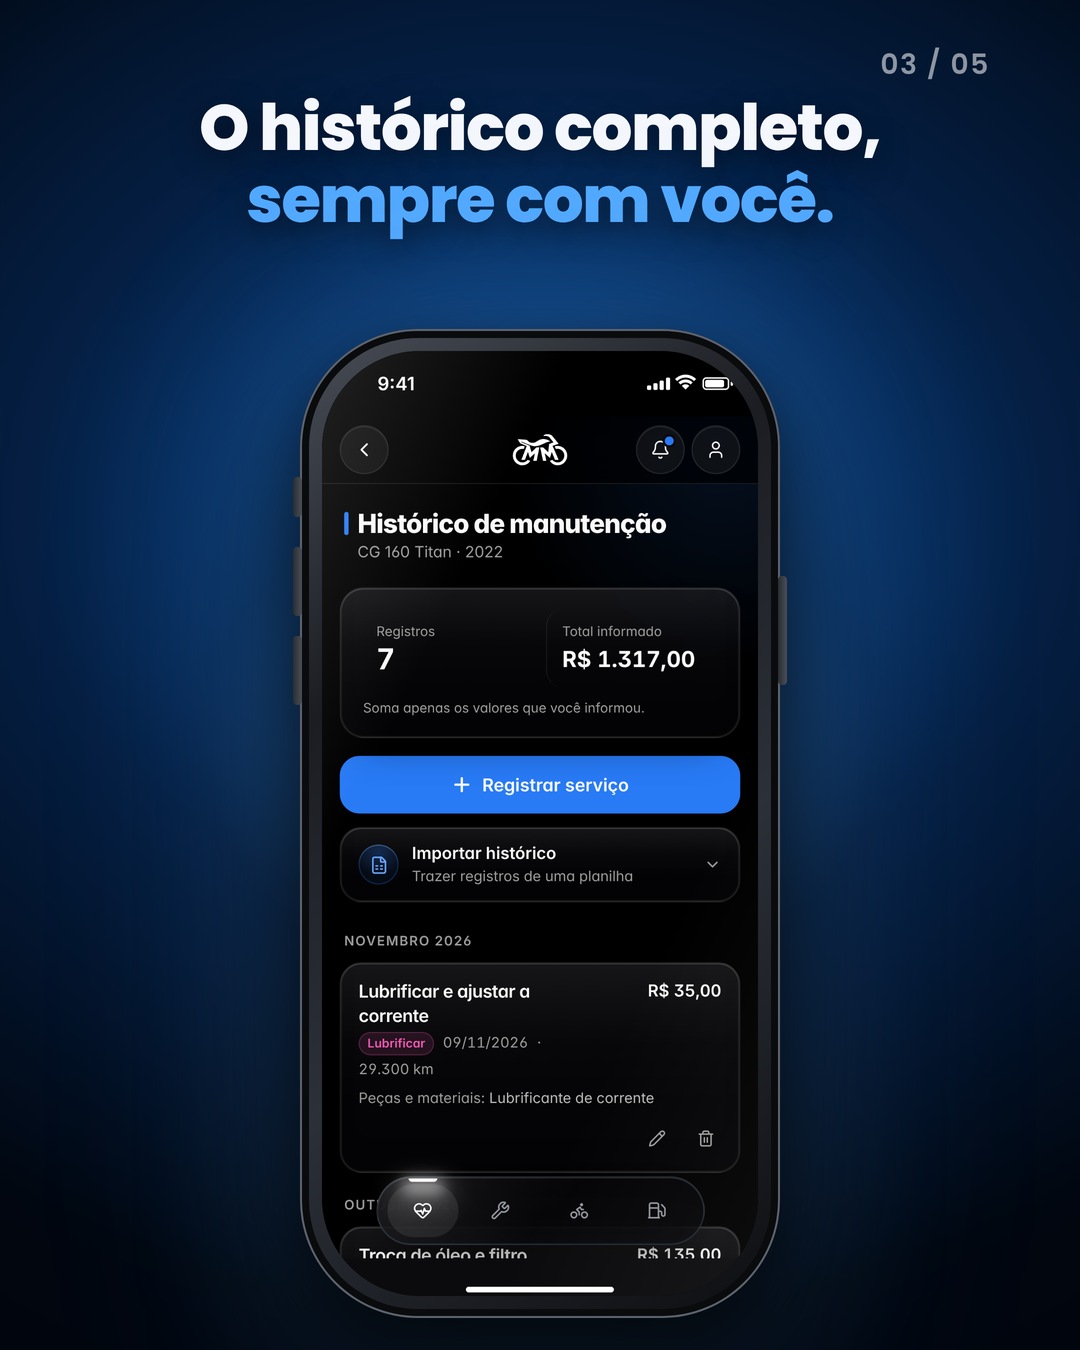 03 / 05
O histórico completo,
sempre com você.
9:41
MM
Histórico de manutenção
CG 160 Titan · 2022
Registros
7
Total informado
R$ 1.317,00
Soma apenas os valores que você informou.
+ Registrar serviço
Importar histórico
Trazer registros de uma planilha
NOVEMBRO 2026
Lubrificar e ajustar a
corrente
R$ 35,00
Lubrificar 09/11/2026 ·
29.300 km
Peças e materiais: Lubrificante de corrente
Troca de óleo e filtro
R$ 135,00